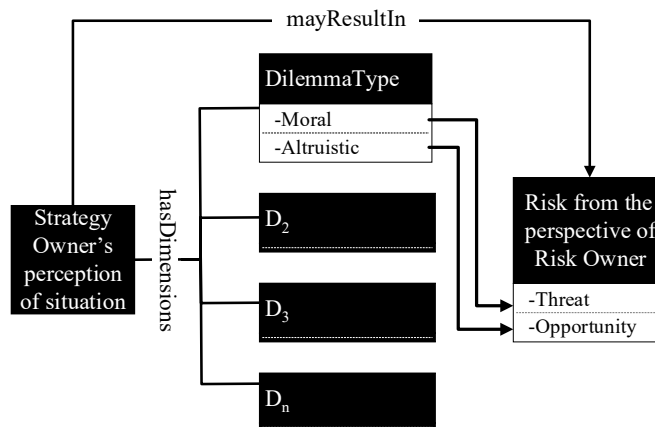 mayResultIn
DilemmaType
-Moral
-Altruistic
Strategy
Owner's
perception
of situation
hasDimensions
D2
D3
Dn
Risk from the
perspective of
Risk Owner
-Threat
-Opportunity